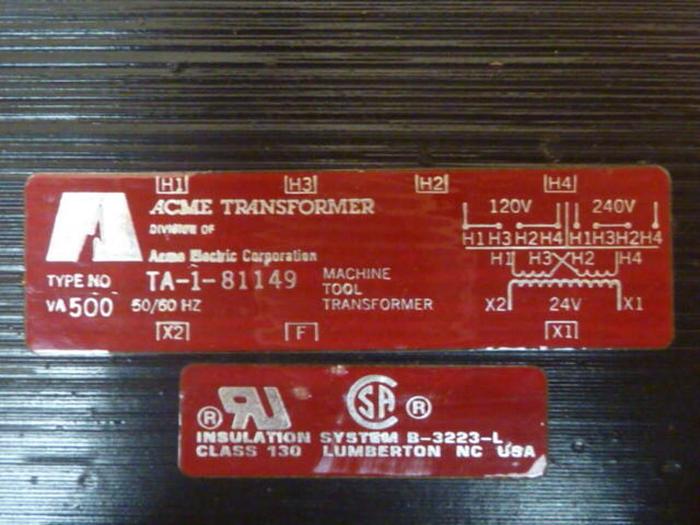 H1 H3 H2 H4
A
ACME TRANSFORMER
DIVISION OF
Acme Electric Corporation
TYPE NO TA-1-81149
VA 500 50/60 HZ
MACHINE
TOOL
TRANSFORMER
120V 240V
H1 H3 H2 H4 H1 H3 H2 H4
H1 H3 H2 H4
X2 24V X1
X2 F X1
® RU SA ®
INSULATION SYSTEM B-3223-L
CLASS 130 LUMBERTON NC USA